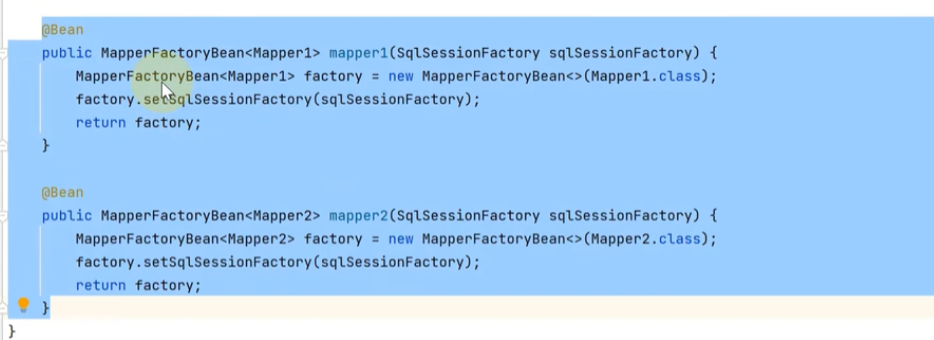 @Bean
public MapperFactoryBean<Mapper1> mapper1(SqlSessionFactory sqlSessionFactory) {
MapperFactoryBean<Mapper1> factory = new MapperFactoryBean<>(Mapper1.class);
factory.setSqlSessionFactory(sqlSessionFactory);
return factory;
}
@Bean
public MapperFactoryBean<Mapper2> mapper2(SqlSessionFactory sqlSessionFactory) {
MapperFactoryBean<Mapper2> factory = new MapperFactoryBean<>(Mapper2.class);
factory.setSqlSessionFactory(sqlSessionFactory);
return factory;
}
}